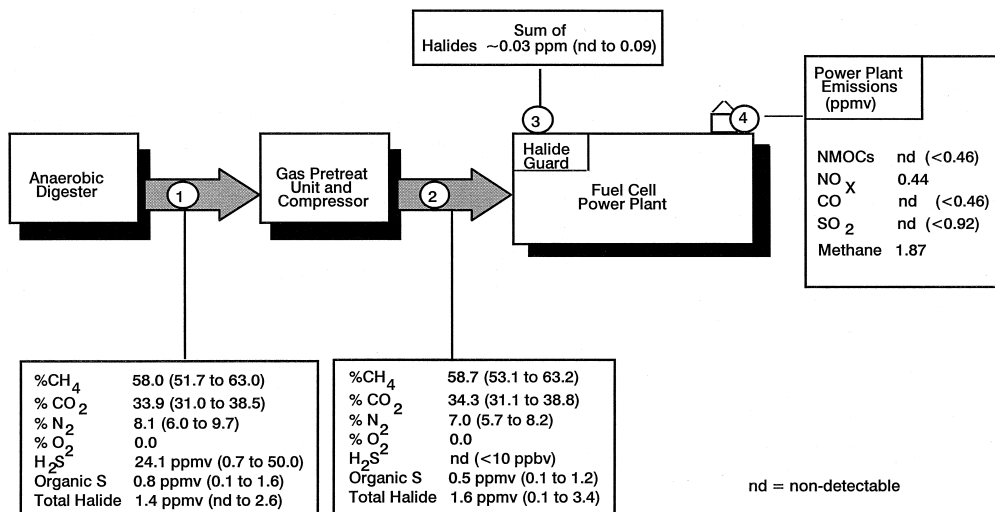 Sum of
Halides ~0.03 ppm (nd to 0.09)
Power Plant
Emissions
(ppmv)
3
4
Anaerobic
Digester
1
Gas Pretreat
Unit and
Compressor
2
Halide
Guard
Fuel Cell
Power Plant
NMOCs nd (<0.46)
NOX 0.44
CO nd (<0.46)
SO2 nd (<0.92)
Methane 1.87
%CH4 58.0 (51.7 to 63.0)
% CO2 33.9 (31.0 to 38.5)
% N2 8.1 (6.0 to 9.7)
% O2 0.0
H2S 24.1 ppmv (0.7 to 50.0)
Organic S 0.8 ppmv (0.1 to 1.6)
Total Halide 1.4 ppmv (nd to 2.6)
%CH4 58.7 (53.1 to 63.2)
% CO2 34.3 (31.1 to 38.8)
% N2 7.0 (5.7 to 8.2)
% O2 0.0
H2S nd (<10 ppbv)
Organic S 0.5 ppmv (0.1 to 1.2)
Total Halide 1.6 ppmv (0.1 to 3.4)
nd = non-detectable